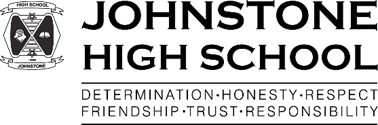 HIGH SCHOOL
JOHNSTONE
JOHNSTONE
HIGH SCHOOL
DETERMINATION·HONESTY·RESPECT
FRIENDSHIP·TRUST·RESPONSIBILITY